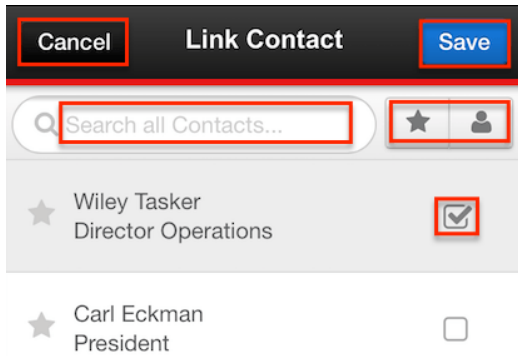 Cancel Link Contact Save
Search all Contacts...
Wiley Tasker
Director Operations
Carl Eckman
President